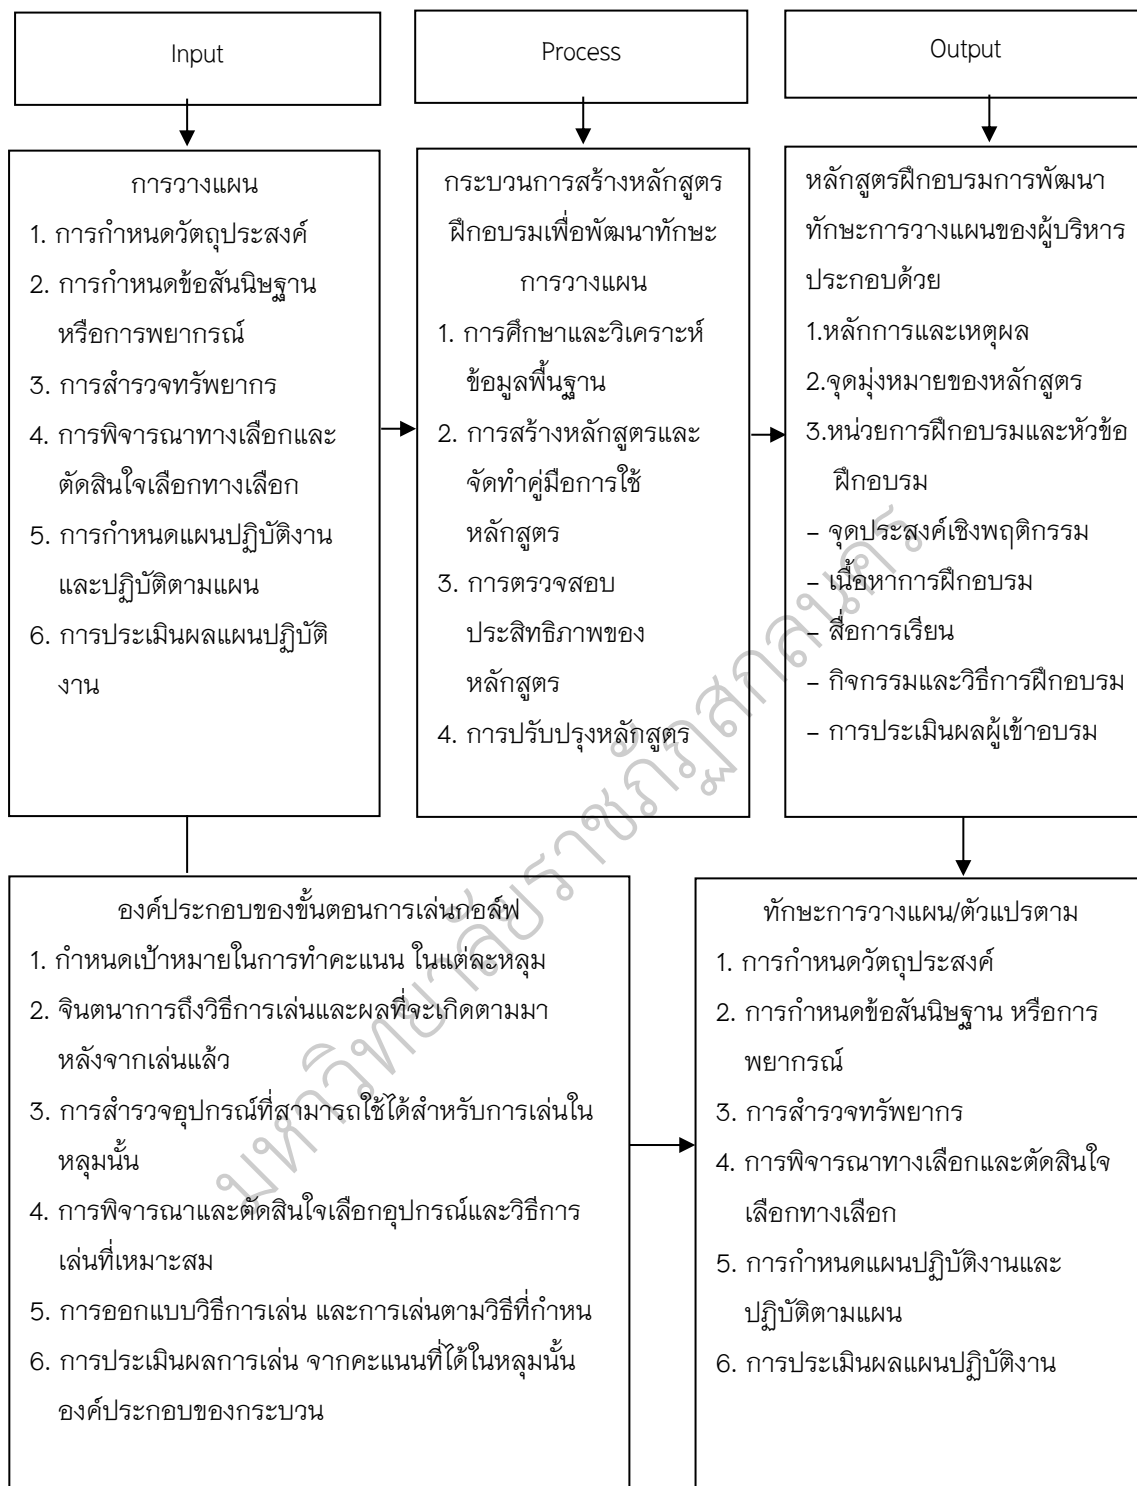 Input
Process
Output
การวางแผน
1. การกำหนดวัตถุประสงค์
2. การกำหนดข้อสันนิษฐาน
หรือการพยากรณ์
3. การสำรวจทรัพยากร
4. การพิจารณาทางเลือกและ
ตัดสินใจเลือกทางเลือก
5. การกำหนดแผนปฏิบัติงาน
และปฏิบัติตามแผน
6. การประเมินผลแผนปฏิบัติ
งาน
กระบวนการสร้างหลักสูตร
ฝึกอบรมเพื่อพัฒนาทักษะ
การวางแผน
1. การศึกษาและวิเคราะห์
ข้อมูลพื้นฐาน
2. การสร้างหลักสูตรและ
จัดทำคู่มือการใช้
หลักสูตร
3. การตรวจสอบ
ประสิทธิภาพของ
หลักสูตร
4. การปรับปรุงหลักสูตร
หลักสูตรฝึกอบรมการพัฒนา
ทักษะการวางแผนของผู้บริหาร
ประกอบด้วย
1.หลักการและเหตุผล
2.จุดมุ่งหมายของหลักสูตร
3.หน่วยการฝึกอบรมและหัวข้อ
ฝึกอบรม
- จุดประสงค์เชิงพฤติกรรม
- เนื้อหาการฝึกอบรม
- สื่อการเรียน
- กิจกรรมและวิธีการฝึกอบรม
- การประเมินผลผู้เข้าอบรม
องค์ประกอบของขั้นตอนการเล่นกอล์ฟ
1. กำหนดเป้าหมายในการทำคะแนน ในแต่ละหลุม
2. จินตนาการถึงวิธีการเล่นและผลที่จะเกิดตามมา
หลังจากเล่นแล้ว
3. การสำรวจอุปกรณ์ที่สามารถใช้ได้สำหรับการเล่นใน
หลุมนั้น
4. การพิจารณาและตัดสินใจเลือกอุปกรณ์และวิธีการ
เล่นที่เหมาะสม
5. การออกแบบวิธีการเล่น และการเล่นตามวิธีที่กำหน
6. การประเมินผลการเล่น จากคะแนนที่ได้ในหลุมนั้น
องค์ประกอบของกระบวน
ทักษะการวางแผน/ตัวแปรตาม
1. การกำหนดวัตถุประสงค์
2. การกำหนดข้อสันนิษฐาน หรือการ
พยากรณ์
3. การสำรวจทรัพยากร
4. การพิจารณาทางเลือกและตัดสินใจ
เลือกทางเลือก
5. การกำหนดแผนปฏิบัติงานและ
ปฏิบัติตามแผน
6. การประเมินผลแผนปฏิบัติงาน
มหาวิทยาลัยราชภัฏสกลนคร